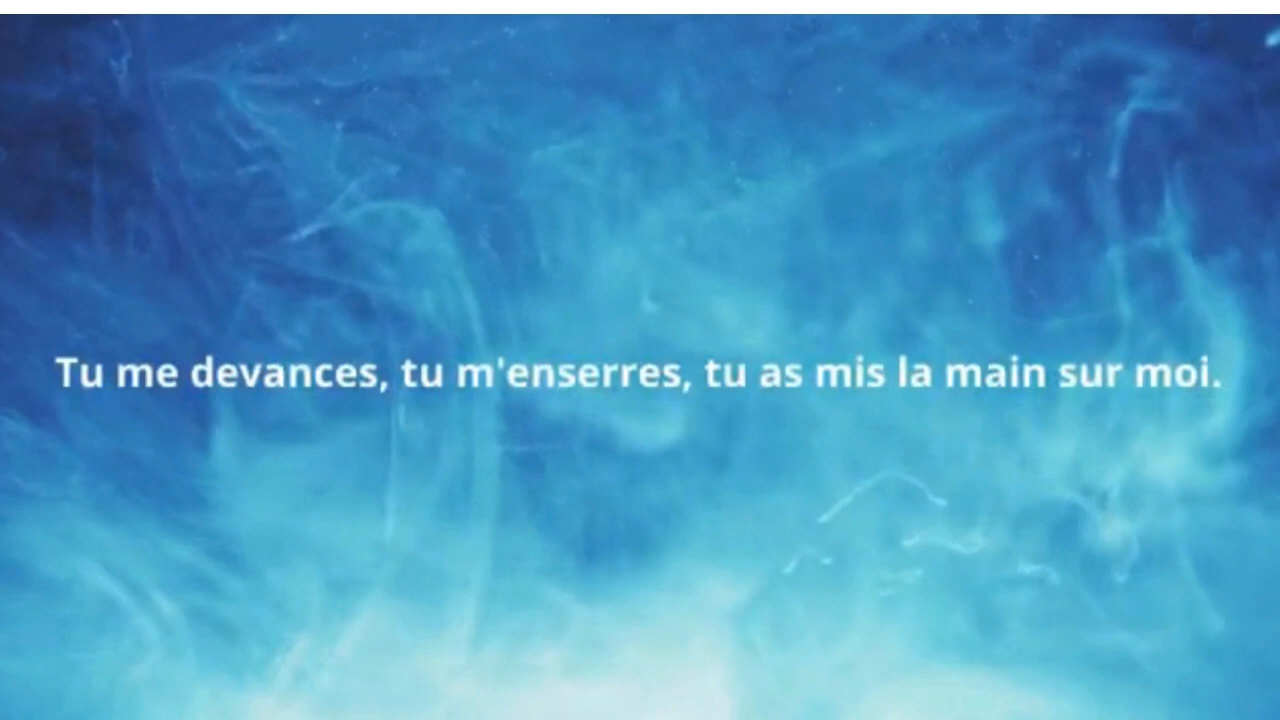 Tu me devances, tu m'enserres, tu as mis la main sur moi.